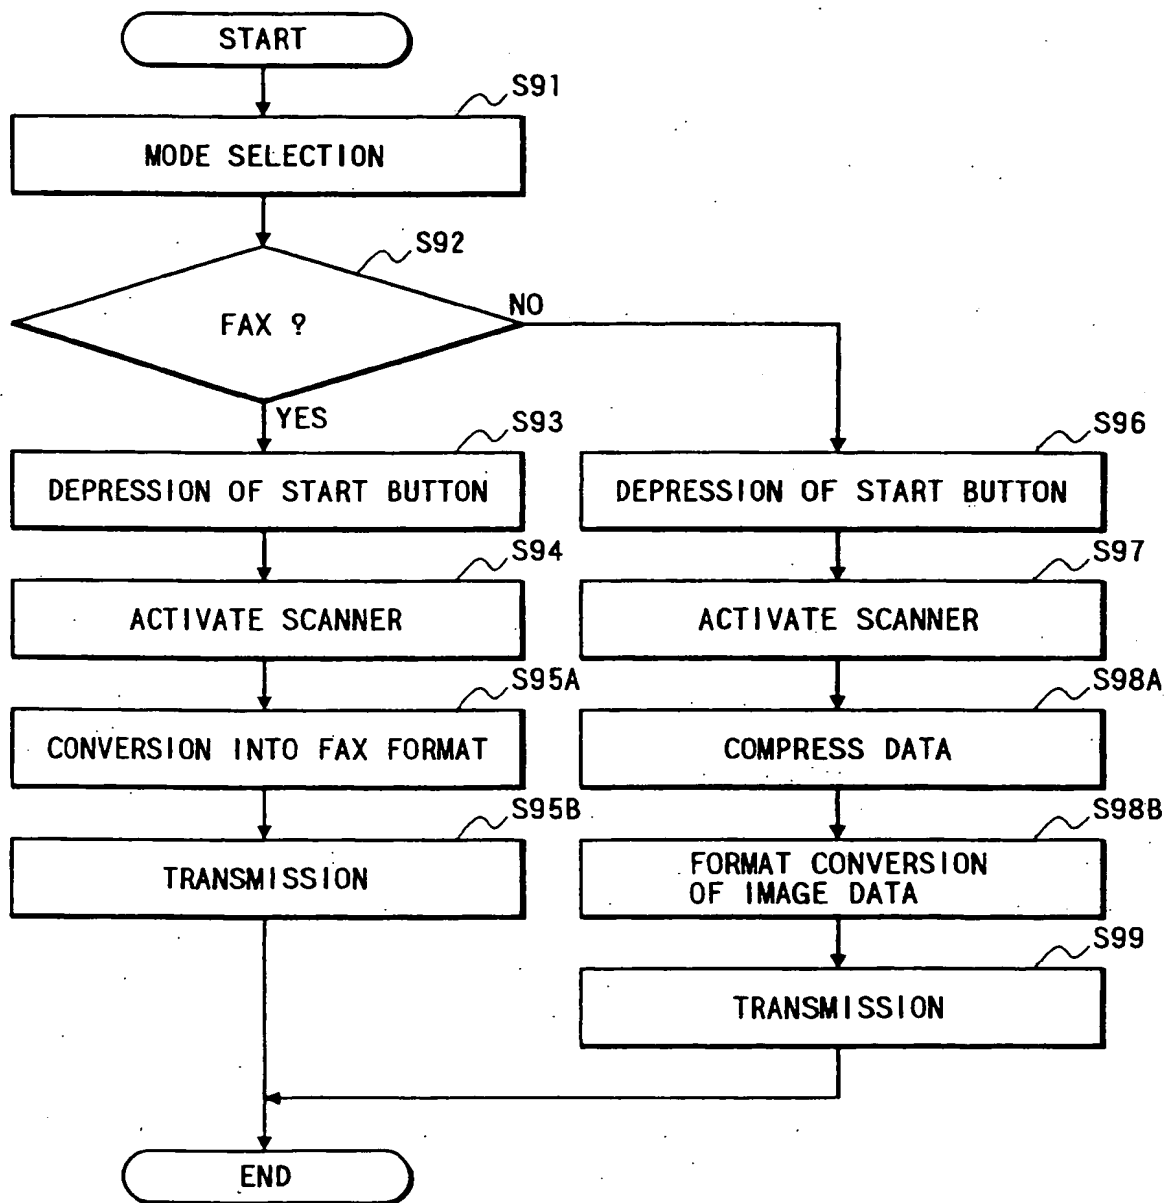 START
S91
MODE SELECTION
S92
FAX ?
NO
YES
S93
DEPRESSION OF START BUTTON
S94
ACTIVATE SCANNER
S95A
CONVERSION INTO FAX FORMAT
S95B
TRANSMISSION
S96
DEPRESSION OF START BUTTON
S97
ACTIVATE SCANNER
S98A
COMPRESS DATA
S98B
FORMAT CONVERSION
OF IMAGE DATA
S99
TRANSMISSION
END